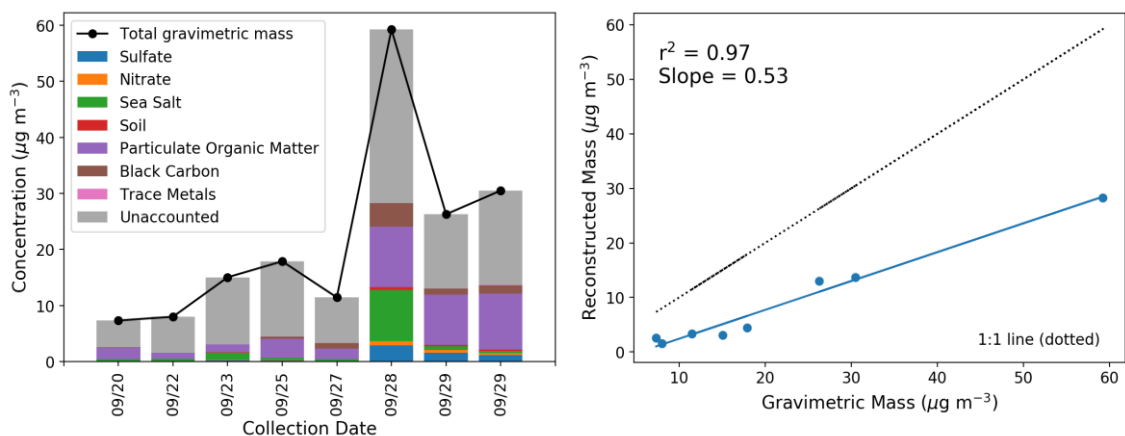 60
50
40
30
20
10
0
Concentration (μg m⁻³)
Total gravimetric mass
Sulfate
Nitrate
Sea Salt
Soil
Particulate Organic Matter
Black Carbon
Trace Metals
Unaccounted
09/20
09/22
09/23
09/25
09/27
09/28
09/29
09/29
Collection Date
60
50
40
30
20
10
0
Reconstructed Mass (μg m⁻³)
r² = 0.97
Slope = 0.53
1:1 line (dotted)
10
20
30
40
50
60
Gravimetric Mass (μg m⁻³)